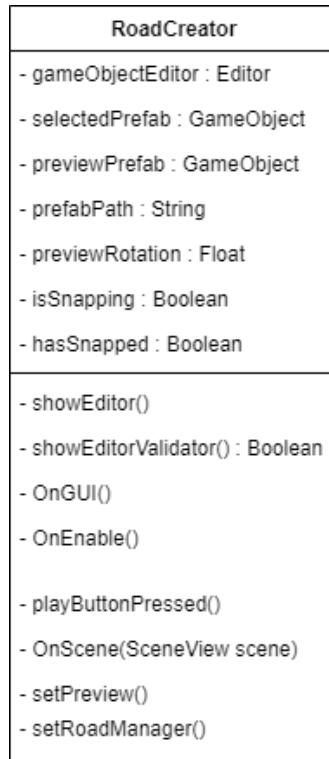 RoadCreator
- gameObjectEditor : Editor
- selectedPrefab : GameObject
- previewPrefab : GameObject
- prefabPath : String
- previewRotation : Float
- isSnapping : Boolean
- hasSnapped : Boolean
- showEditor()
- showEditorValidator() : Boolean
- OnGUI()
- OnEnable()
- playButtonPressed()
- OnScene(SceneView scene)
- setPreview()
- setRoadManager()